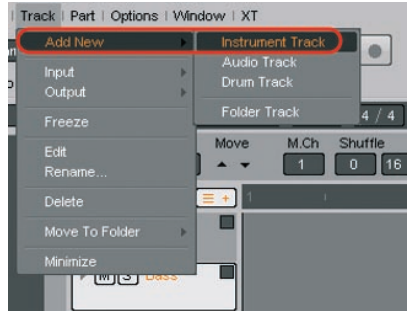 Track Part Options Window XT
Add New Instrument Track
Audio Track
Drum Track
Folder Track
Input
Output
Freeze
Edit
Rename...
Delete
Move To Folder
Minimize
4 / 4
Move M.Ch Shuffle
1 0 16
1
M S Bass